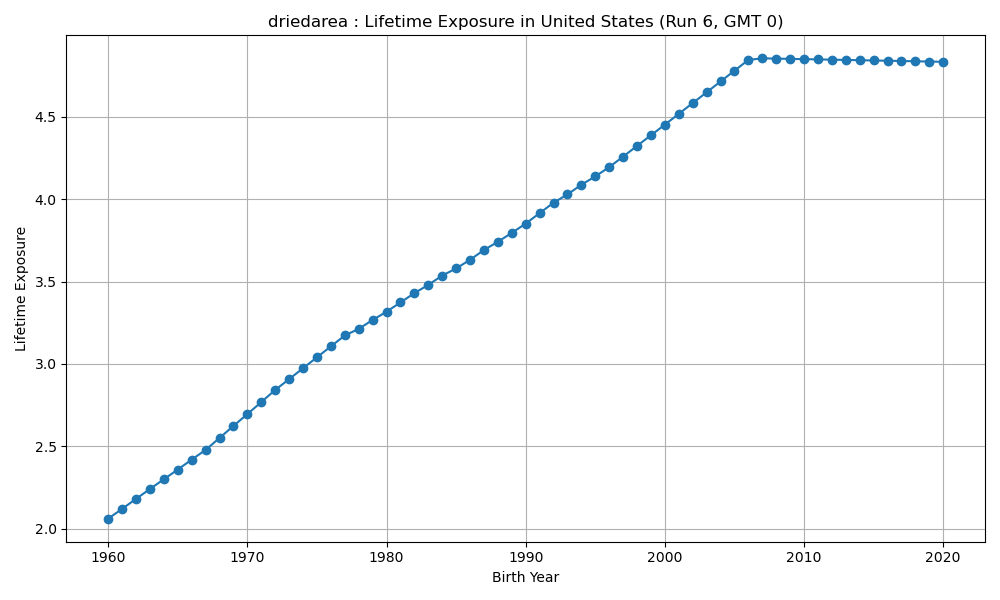 driedarea : Lifetime Exposure in United States (Run 6, GMT 0)
Lifetime Exposure
4.5
4.0
3.5
3.0
2.5
2.0
1960 1970 1980 1990 2000 2010 2020
Birth Year